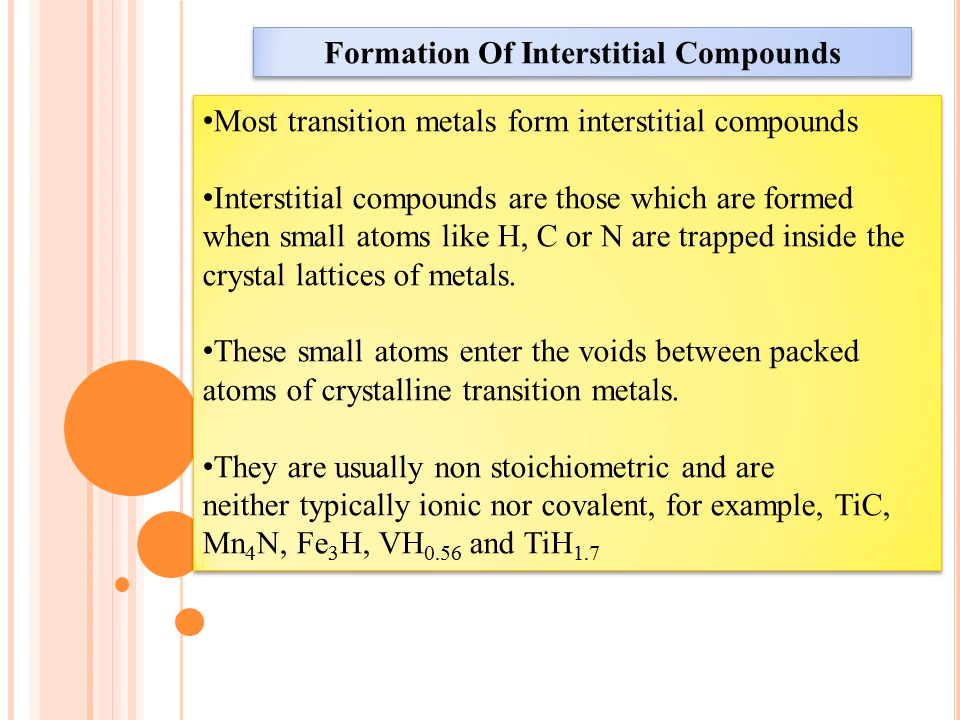 Formation Of Interstitial Compounds
•Most transition metals form interstitial compounds
•Interstitial compounds are those which are formed
when small atoms like H, C or N are trapped inside the
crystal lattices of metals.
•These small atoms enter the voids between packed
atoms of crystalline transition metals.
•They are usually non stoichiometric and are
neither typically ionic nor covalent, for example, TiC,
Mn₄N, Fe₃H, VH₀.₅₆ and TiH₁.₇